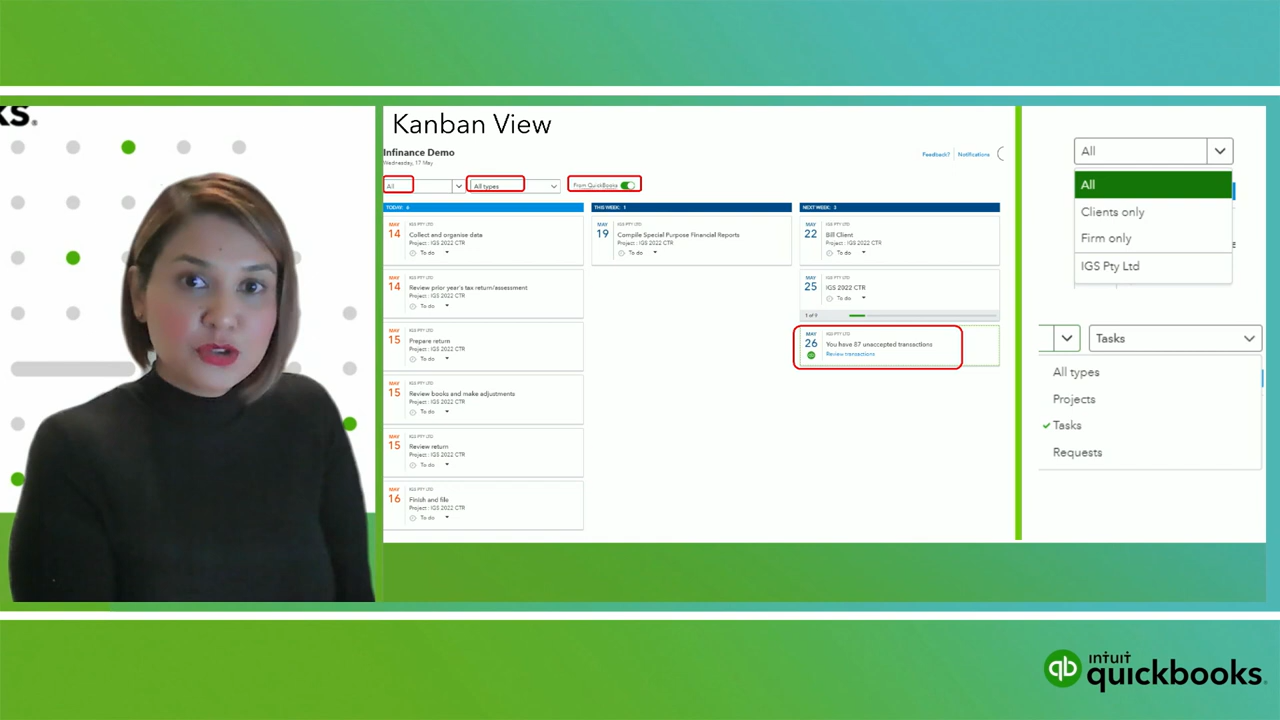 KS.
Kanban View
Infinance Demo
Wednesday, 17 May
Feedback? Notifications
All
All types
From QuickBooks
TODAY: 6
MAY
14
IGS PTY LTD
Collect and organise data
Project : IGS 2022 CTR
To do
MAY
14
IGS PTY LTD
Review prior year's tax return/assessment
Project : IGS 2022 CTR
To do
MAY
15
IGS PTY LTD
Prepare return
Project : IGS 2022 CTR
To do
MAY
15
IGS PTY LTD
Review books and make adjustments
Project : IGS 2022 CTR
To do
MAY
15
IGS PTY LTD
Review return
Project : IGS 2022 CTR
To do
MAY
16
IGS PTY LTD
Finish and file
Project : IGS 2022 CTR
To do
THIS WEEK: 1
MAY
19
IGS PTY LTD
Compile Special Purpose Financial Reports
Project : IGS 2022 CTR
To do
NEXT WEEK: 3
MAY
22
IGS PTY LTD
Bill Client
Project : IGS 2022 CTR
To do
MAY
25
IGS PTY LTD
IGS 2022 CTR
To do
MAY
26
IGS PTY LTD
You have 87 unaccepted transactions
Review transactions
All
All
Clients only
Firm only
IGS Pty Ltd
Tasks
All types
Projects
Tasks
Requests
qb
intuit
quickbooks.